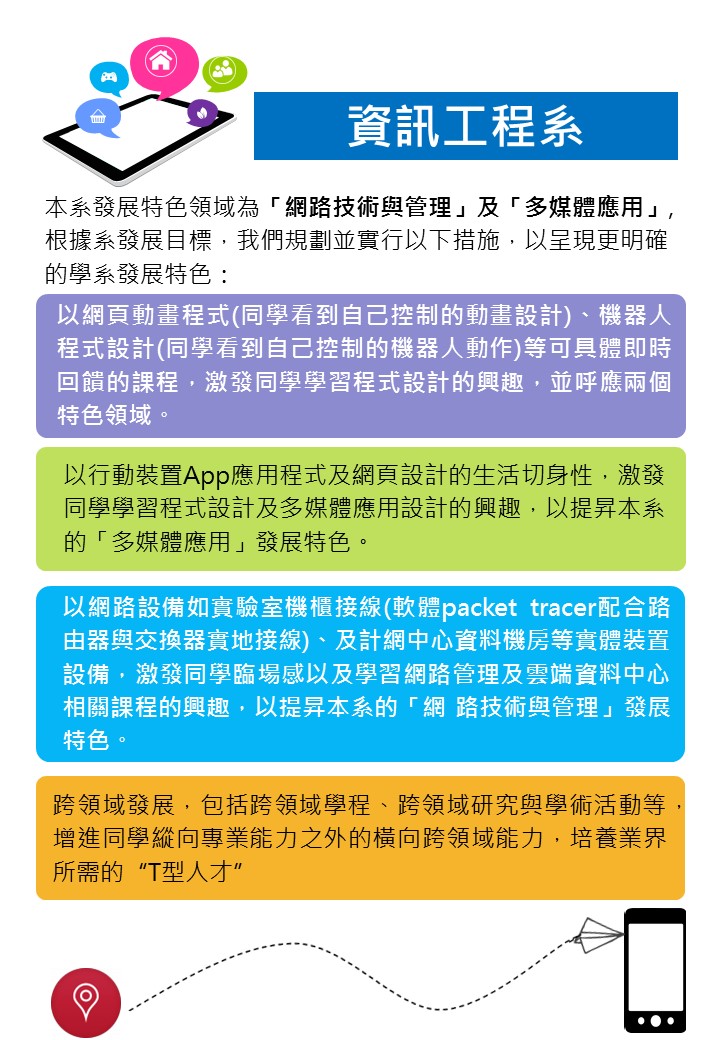 資訊工程系
本系發展特色領域為「網路技術與管理」及「多媒體應用」,
根據系發展目標，我們規劃並實行以下措施，以呈現更明確
的學系發展特色：
以網頁動畫程式(同學看到自己控制的動畫設計)、機器人
程式設計(同學看到自己控制的機器人動作)等可具體即時
回饋的課程，激發同學學習程式設計的興趣，並呼應兩個
特色領域。
以行動裝置App應用程式及網頁設計的生活切身性，激發
同學學習程式設計及多媒體應用設計的興趣，以提昇本系
的「多媒體應用」發展特色。
以網路設備如實驗室機櫃接線(軟體packet tracer配合路
由器與交換器實地接線)、及計網中心資料機房等實體裝置
設備，激發同學臨場感以及學習網路管理及雲端資料中心
相關課程的興趣，以提昇本系的「網 路技術與管理」發展
特色。
跨領域發展，包括跨領域學程、跨領域研究與學術活動等，
增進同學縱向專業能力之外的橫向跨領域能力，培養業界
所需的“T型人才”